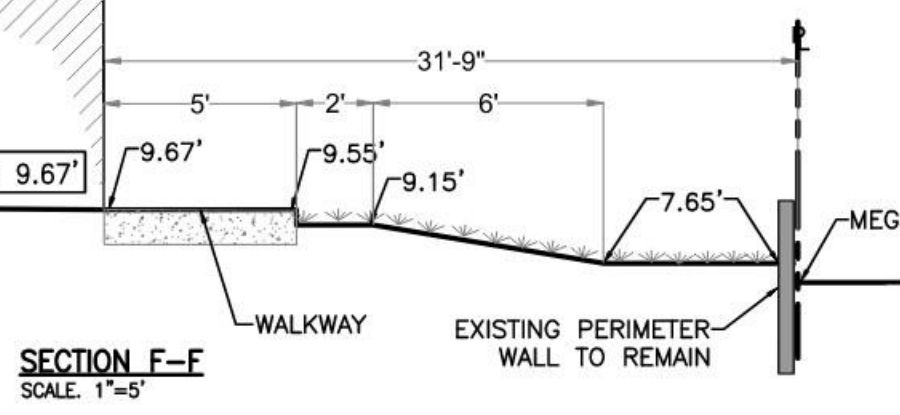 PL
31'-9"
5' 2' 6'
9.67' 9.67' 9.55' 9.15' 7.65'
MEG
WALKWAY
EXISTING PERIMETER
WALL TO REMAIN
SECTION F-F
SCALE. 1"=5'